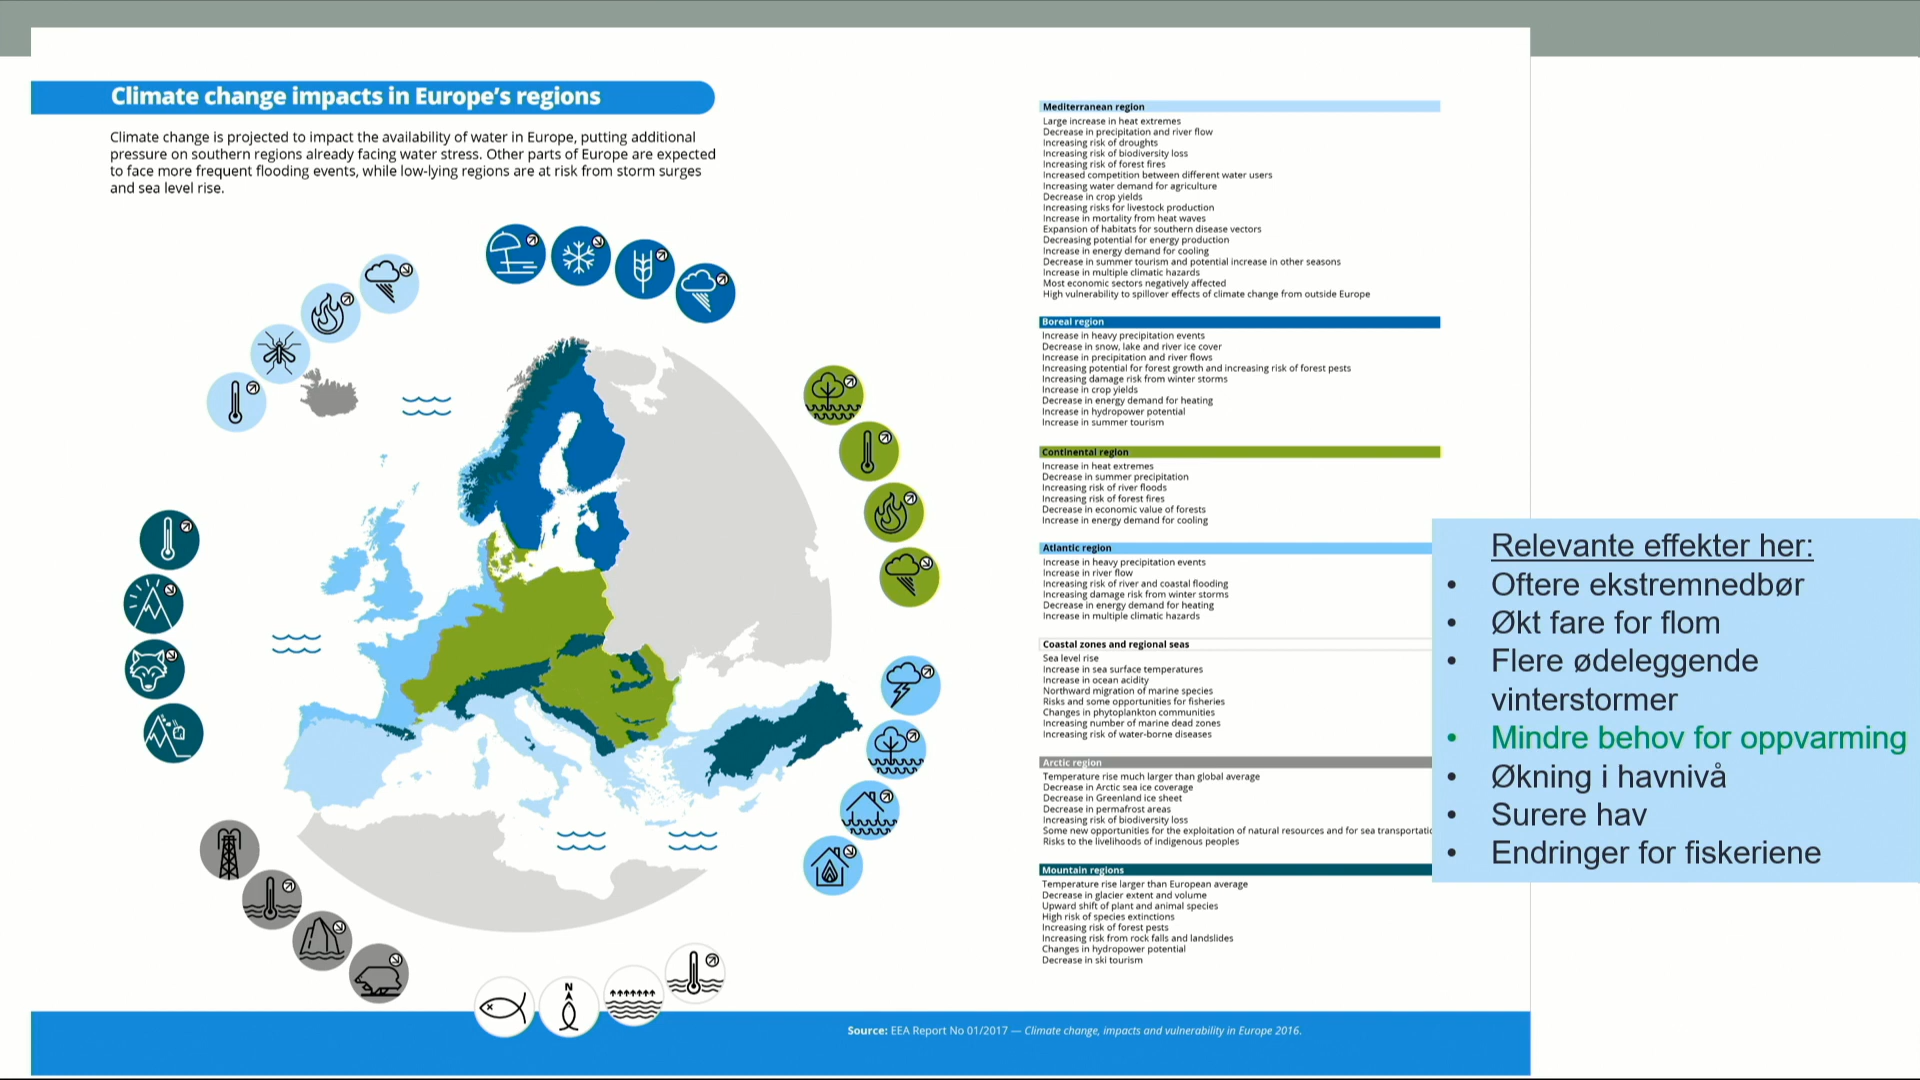 Climate change impacts in Europe's regions
Climate change is projected to impact the availability of water in Europe, putting additional
pressure on southern regions already facing water stress. Other parts of Europe are expected
to face more frequent flooding events, while low-lying regions are at risk from storm surges
and sea level rise.
N
Mediterranean region
Large increase in heat extremes
Decrease in precipitation and river flow
Increasing risk of droughts
Increasing risk of biodiversity loss
Increasing risk of forest fires
Increased competition between different water users
Increasing water demand for agriculture
Decrease in crop yields
Increasing risks for livestock production
Increase in mortality from heat waves
Expansion of habitats for southern disease vectors
Decreasing potential for energy production
Increase in energy demand for cooling
Decrease in summer tourism and potential increase in other seasons
Increase in multiple climatic hazards
Most economic sectors negatively affected
High vulnerability to spillover effects of climate change from outside Europe
Boreal region
Increase in heavy precipitation events
Decrease in snow, lake and river ice cover
Increase in precipitation and river flows
Increasing potential for forest growth and increasing risk of forest pests
Increasing damage risk from winter storms
Increase in crop yields
Decrease in energy demand for heating
Increase in hydropower potential
Increase in summer tourism
Continental region
Increase in heat extremes
Decrease in summer precipitation
Increasing risk of river floods
Increasing risk of forest fires
Decrease in economic value of forests
Increase in energy demand for cooling
Atlantic region
Increase in heavy precipitation events
Increase in river flow
Increasing risk of river and coastal flooding
Increasing damage risk from winter storms
Decrease in energy demand for heating
Increase in multiple climatic hazards
Coastal zones and regional seas
Sea level rise
Increase in sea surface temperatures
Increase in ocean acidity
Northward migration of marine species
Risks and some opportunities for fisheries
Changes in phytoplankton communities
Increasing number of marine dead zones
Increasing risk of water-borne diseases
Arctic region
Temperature rise much larger than global average
Decrease in Arctic sea ice coverage
Decrease in Greenland ice sheet
Decrease in permafrost areas
Increasing risk of biodiversity loss
Some new opportunities for the exploitation of natural resources and for sea transportatio
Risks to the livelihoods of indigenous peoples
Mountain regions
Temperature rise larger than European average
Decrease in glacier extent and volume
Upward shift of plant and animal species
High risk of species extinctions
Increasing risk of forest pests
Increasing risk from rock falls and landslides
Changes in hydropower potential
Decrease in ski tourism
Relevante effekter her:
• Oftere ekstremnedbør
• Økt fare for flom
• Flere ødeleggende
vinterstormer
• Mindre behov for oppvarming
• Økning i havnivå
• Surere hav
• Endringer for fiskeriene
Source: EEA Report No 01/2017 — Climate change, impacts and vulnerability in Europe 2016.